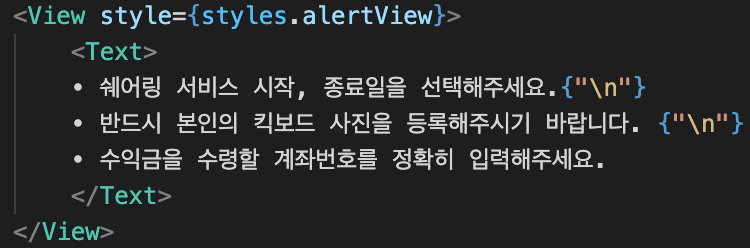 <View style={styles.alertView}>
<Text>
• 쉐어링 서비스 시작, 종료일을 선택해주세요.{"\n"}
• 반드시 본인의 킥보드 사진을 등록해주시기 바랍니다. {"\n"}
• 수익금을 수령할 계좌번호를 정확히 입력해주세요.
</Text>
</View>